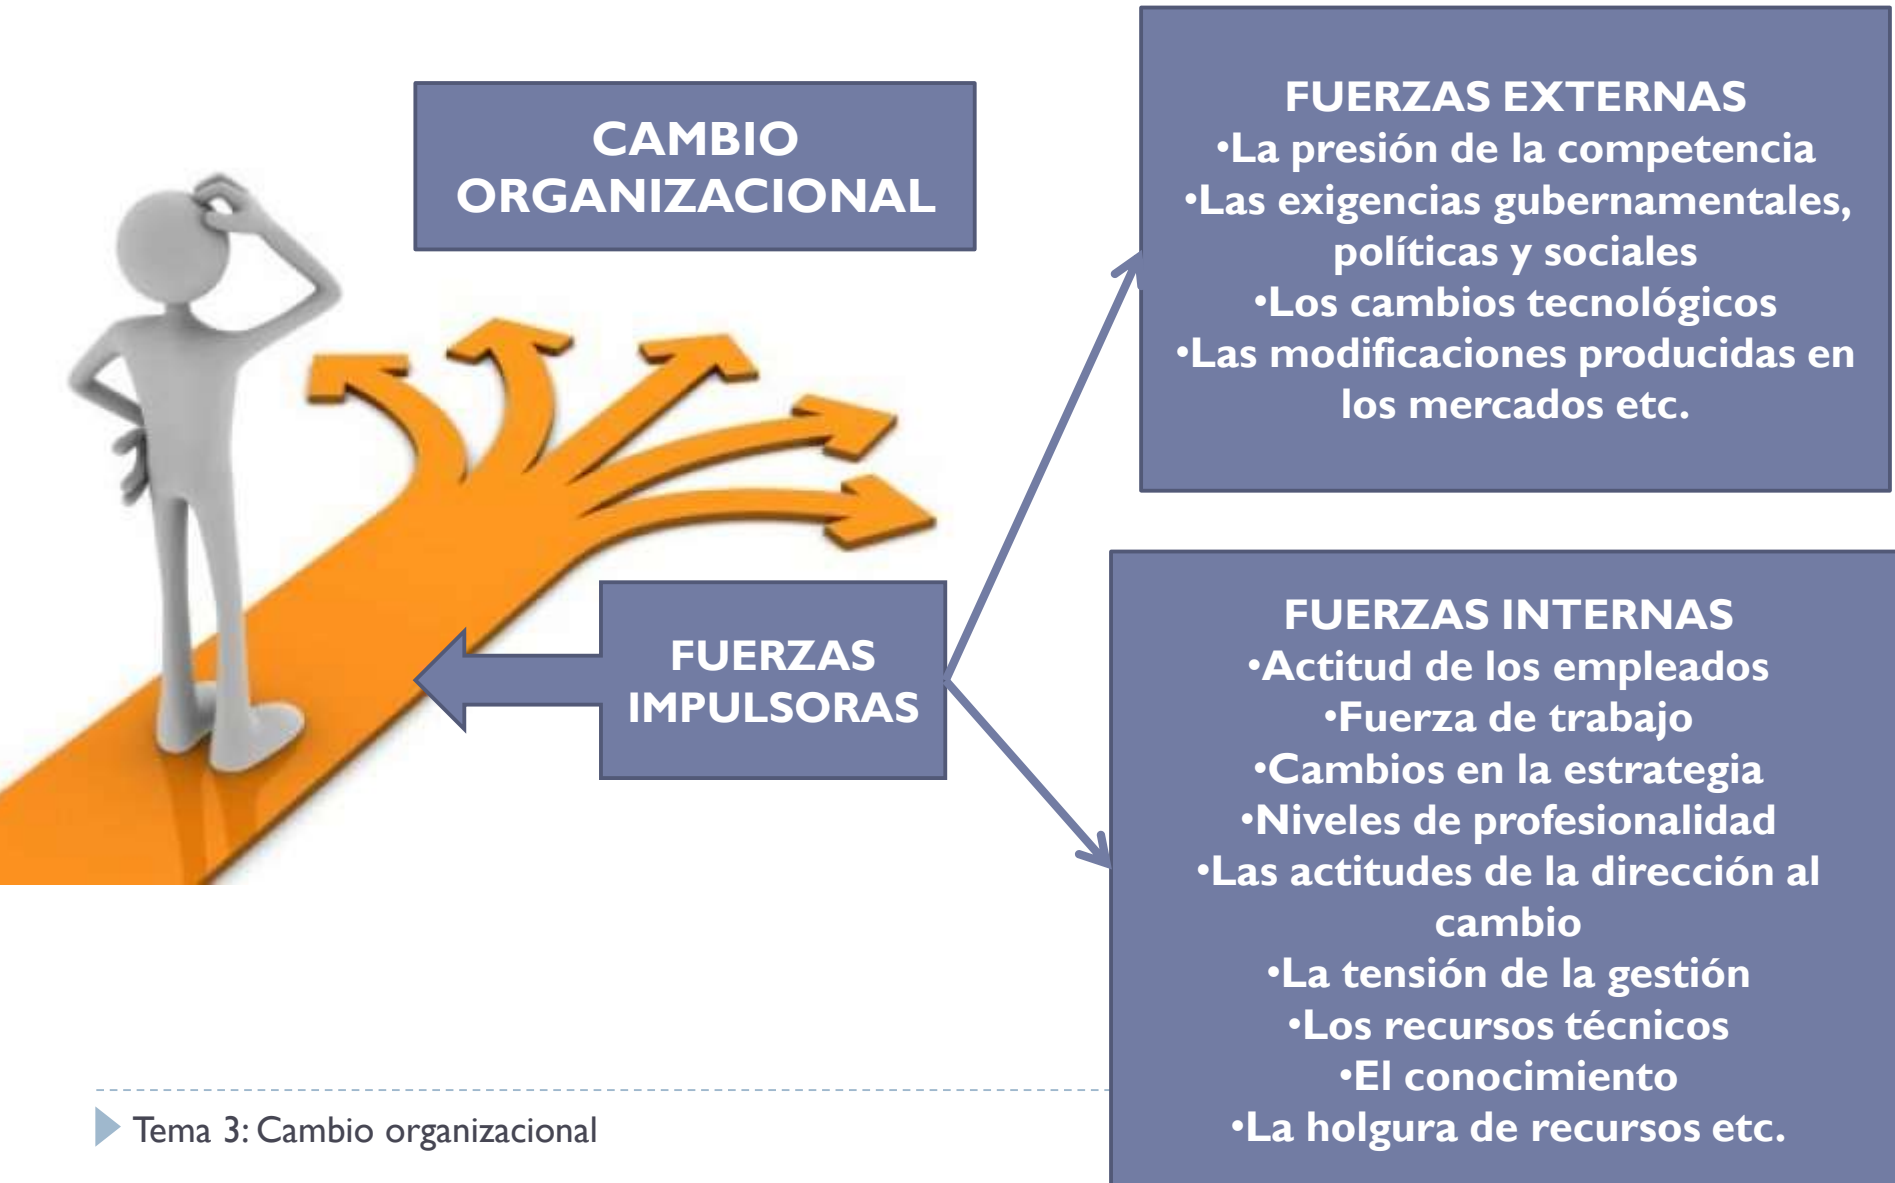 CAMBIO
ORGANIZACIONAL
FUERZAS
IMPULSORAS
FUERZAS EXTERNAS
•La presión de la competencia
•Las exigencias gubernamentales,
políticas y sociales
•Los cambios tecnológicos
•Las modificaciones producidas en
los mercados etc.
FUERZAS INTERNAS
•Actitud de los empleados
•Fuerza de trabajo
•Cambios en la estrategia
•Niveles de profesionalidad
•Las actitudes de la dirección al
cambio
•La tensión de la gestión
•Los recursos técnicos
•El conocimiento
•La holgura de recursos etc.
Tema 3: Cambio organizacional